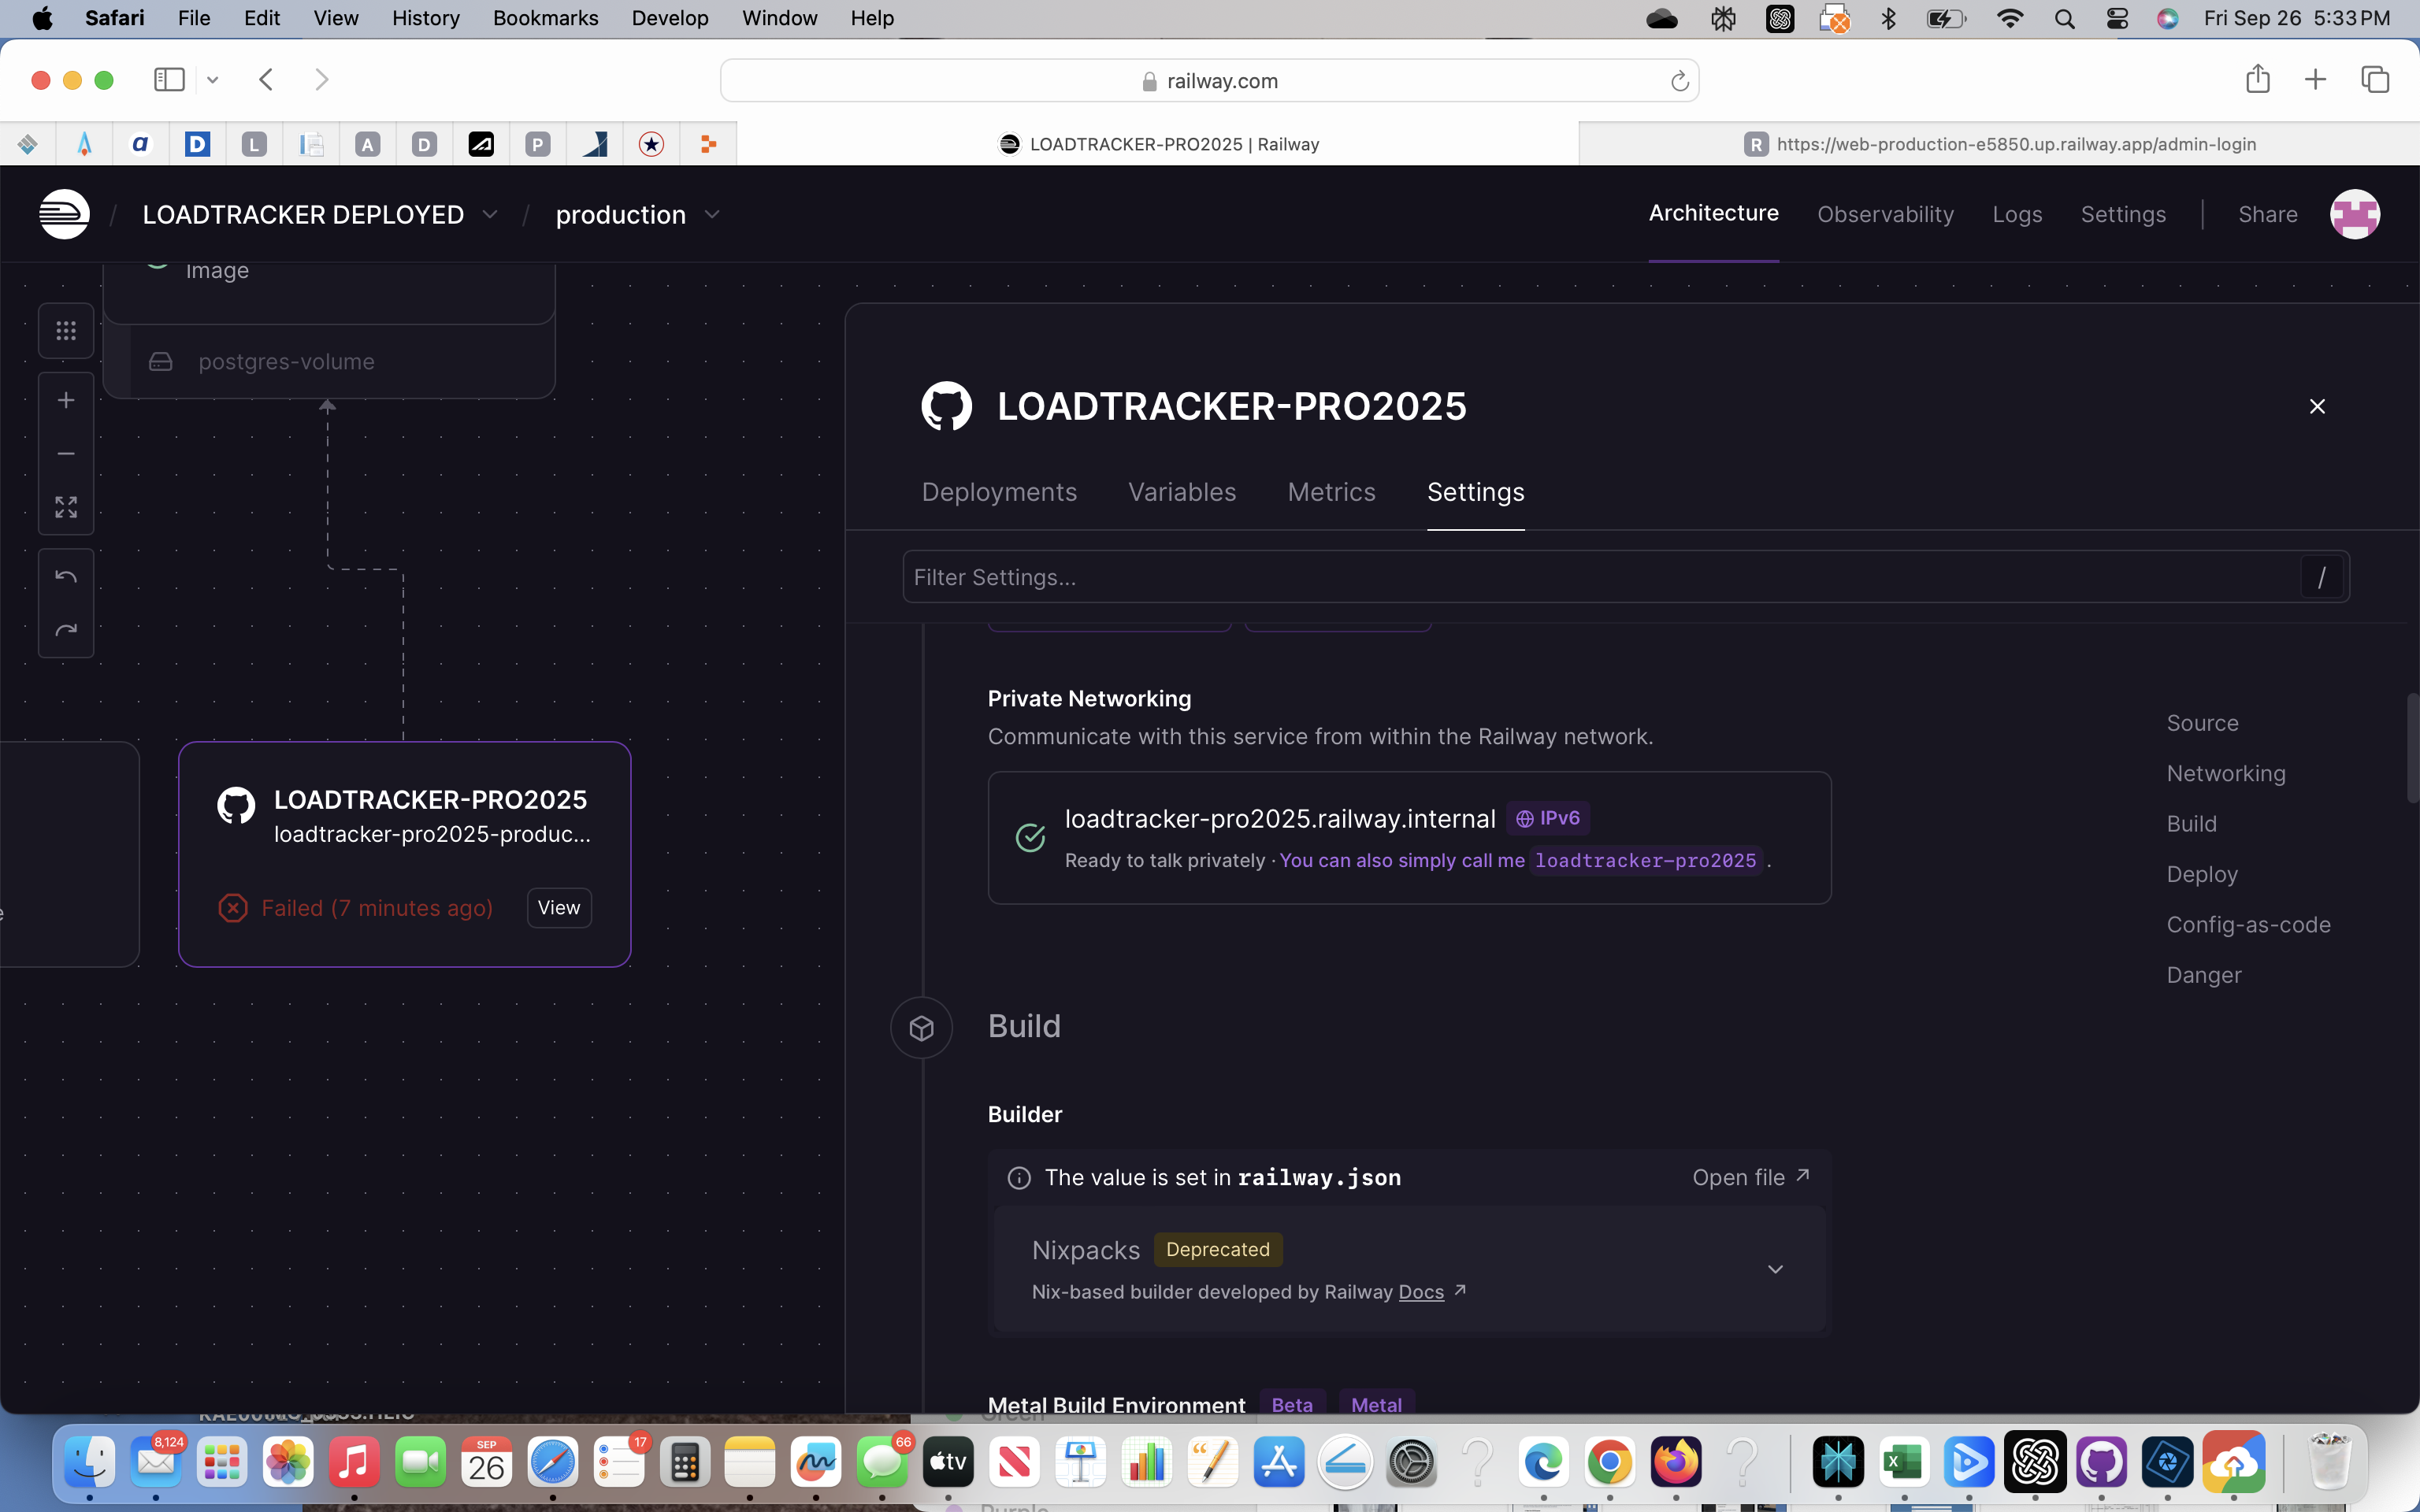 Safari File Edit View History Bookmarks Develop Window Help
Fri Sep 26 5:33 PM
railway.com
a D L A D P
LOADTRACKER-PRO2025 | Railway
R https://web-production-e5850.up.railway.app/admin-login
/ LOADTRACKER DEPLOYED / production
Architecture Observability Logs Settings | Share
Image
postgres-volume
LOADTRACKER-PRO2025
loadtracker-pro2025-produc...
Failed (7 minutes ago) View
LOADTRACKER-PRO2025
Deployments Variables Metrics Settings
Filter Settings... /
Private Networking
Communicate with this service from within the Railway network.
loadtracker-pro2025.railway.internal IPv6
Ready to talk privately · You can also simply call me loadtracker-pro2025 .
Build
Builder
The value is set in railway.json Open file
Nixpacks Deprecated
Nix-based builder developed by Railway Docs
Metal Build Environment Beta Metal
Source
Networking
Build
Deploy
Config-as-code
Danger
Green
8,124
SEP
26
17
66
tv
Purple